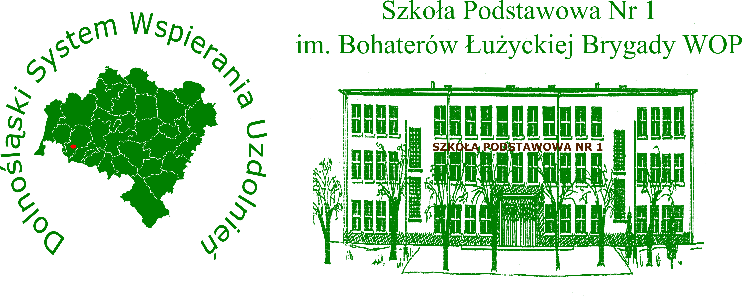 Dolnośląski System Wspierania Uzdolnień
Szkoła Podstawowa Nr 1
im. Bohaterów Łużyckiej Brygady WOP
SZKOŁA PODSTAWOWA NR 1